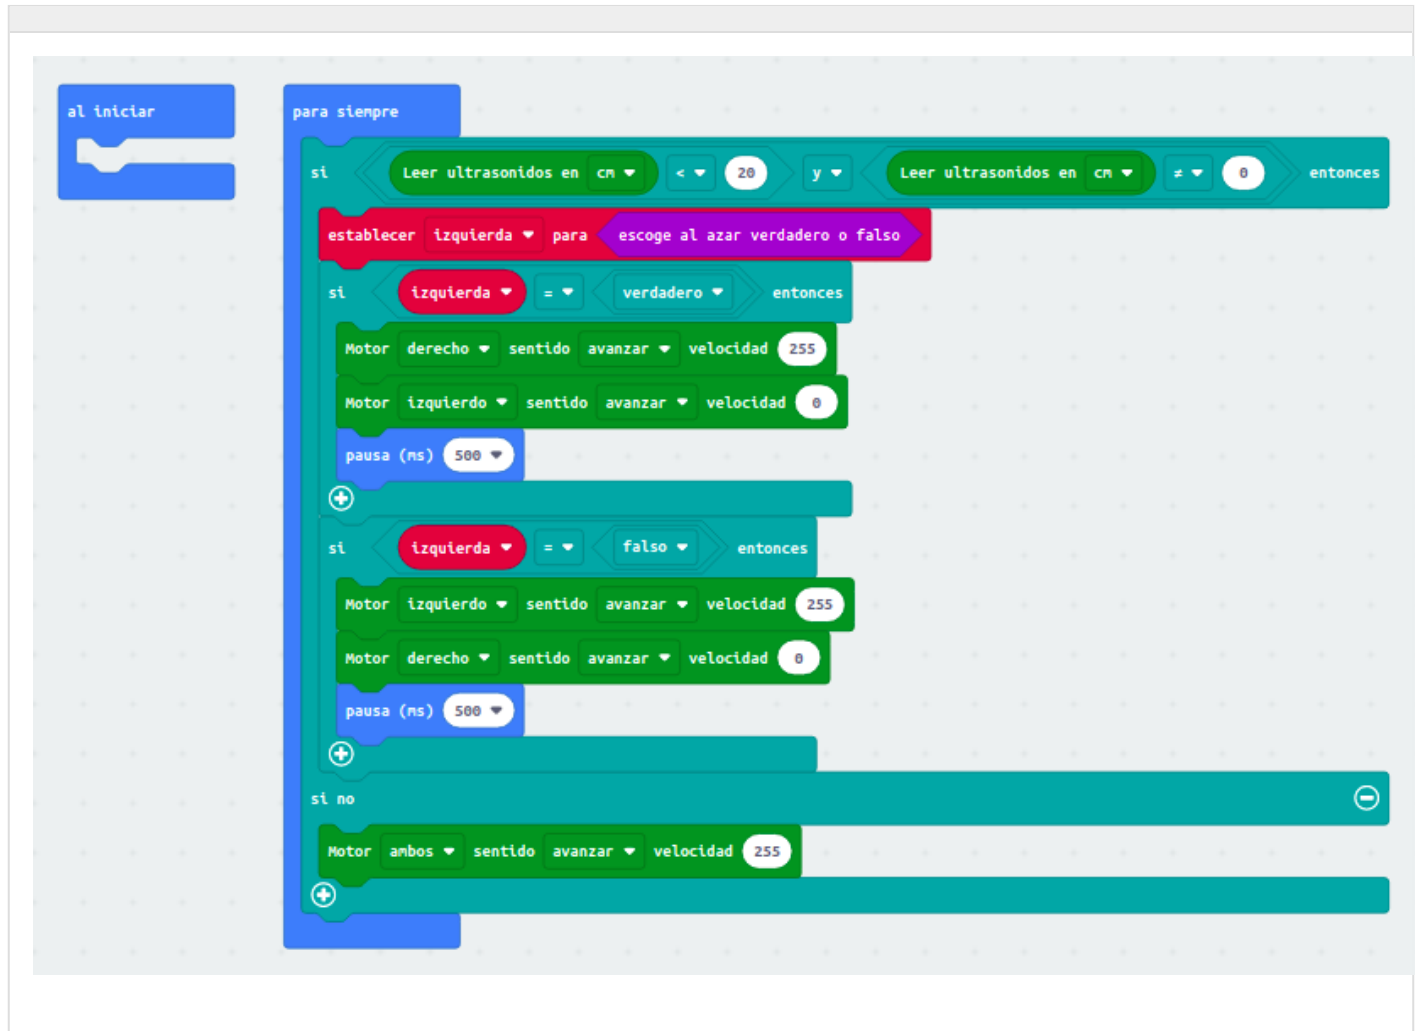 al iniciar
para siempre
si Leer ultrasonidos en cm < 20 y Leer ultrasonidos en cm ≠ 0 entonces
establecer izquierda para escoge al azar verdadero o falso
si izquierda = verdadero entonces
Motor derecho sentido avanzar velocidad 255
Motor izquierdo sentido avanzar velocidad 0
pausa (ms) 500
si izquierda = falso entonces
Motor izquierdo sentido avanzar velocidad 255
Motor derecho sentido avanzar velocidad 0
pausa (ms) 500
si no
Motor ambos sentido avanzar velocidad 255